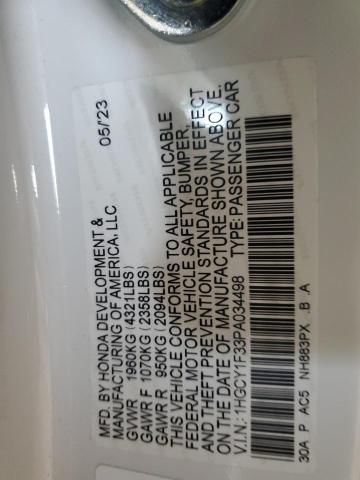 MFD. BY HONDA DEVELOPMENT & 05/'23
MANUFACTURING OF AMERICA, LLC
GVWR 1960KG (4321LBS)
GAWR F 1070KG (2358LBS)
GAWR R 950KG (2094LBS)
THIS VEHICLE CONFORMS TO ALL APPLICABLE
FEDERAL MOTOR VEHICLE SAFETY, BUMPER,
AND THEFT PREVENTION STANDARDS IN EFFECT
ON THE DATE OF MANUFACTURE SHOWN ABOVE.
V.I.N.: 1HGCY1F33PA034498 TYPE: PASSENGER CAR
30A P AC5 NH883PX .B A